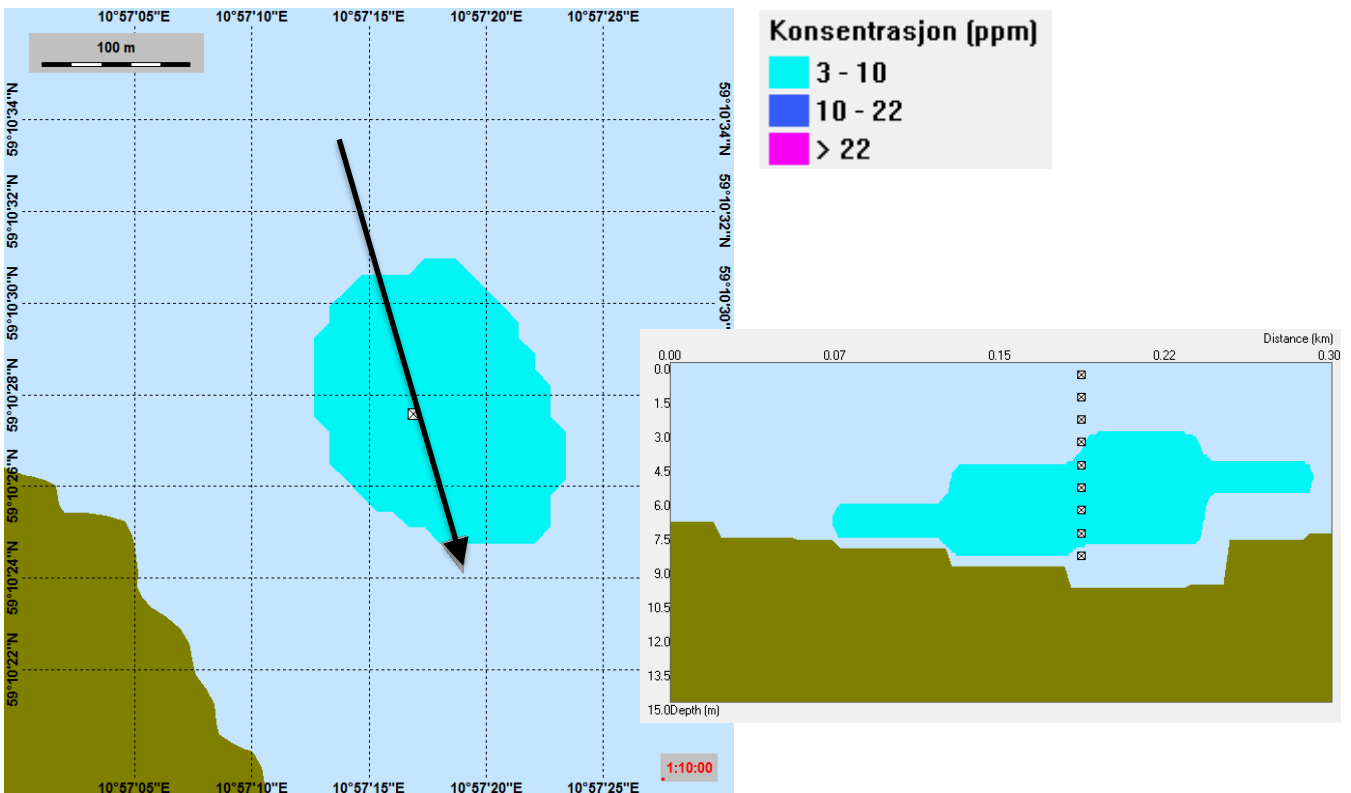 10°57'05"E 10°57'10"E 10°57'15"E 10°57'20"E 10°57'25"E
100 m
59°10'34"N 59°10'34"N
59°10'32"N 59°10'32"N
59°10'30"N 59°10'30"N
59°10'28"N
59°10'26"N
59°10'24"N
59°10'22"N
1:10:00
10°57'05"E 10°57'10"E 10°57'15"E 10°57'20"E 10°57'25"E
Konsentrasjon (ppm)
3 - 10
10 - 22
> 22
Distance (km)
0.00 0.07 0.15 0.22 0.30
0.0
1.5
3.0
4.5
6.0
7.5
9.0
10.5
12.0
13.5
15.0 Depth (m)